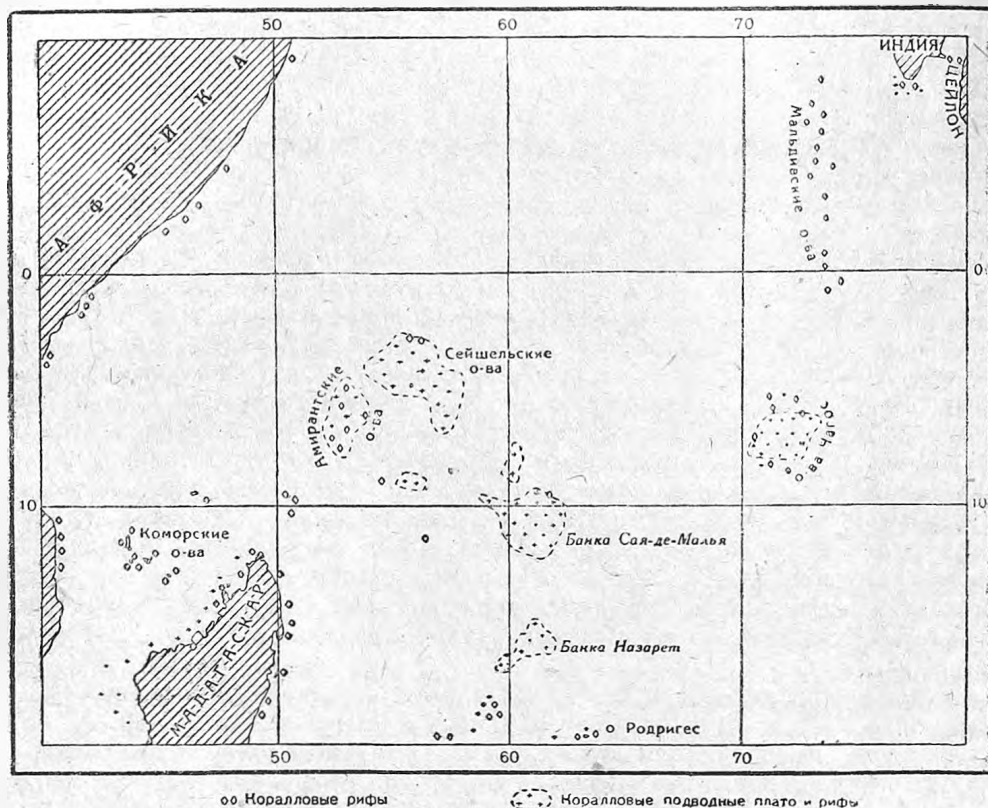 50
60
70
АФРИКА
ИНДИЯ
ЦЕЙЛОН
Мальдивские о-ва
0
0
Сейшельские
о-ва
Амирантские
о-ва
о-ва Чагос
10
10
Коморские
о-ва
Банка Сая-де-Малья
МАДАГАСКАР
Банка Назарет
о Родригес
50
60
70
Коралловые рифы
Коралловые подводные плато и рифы